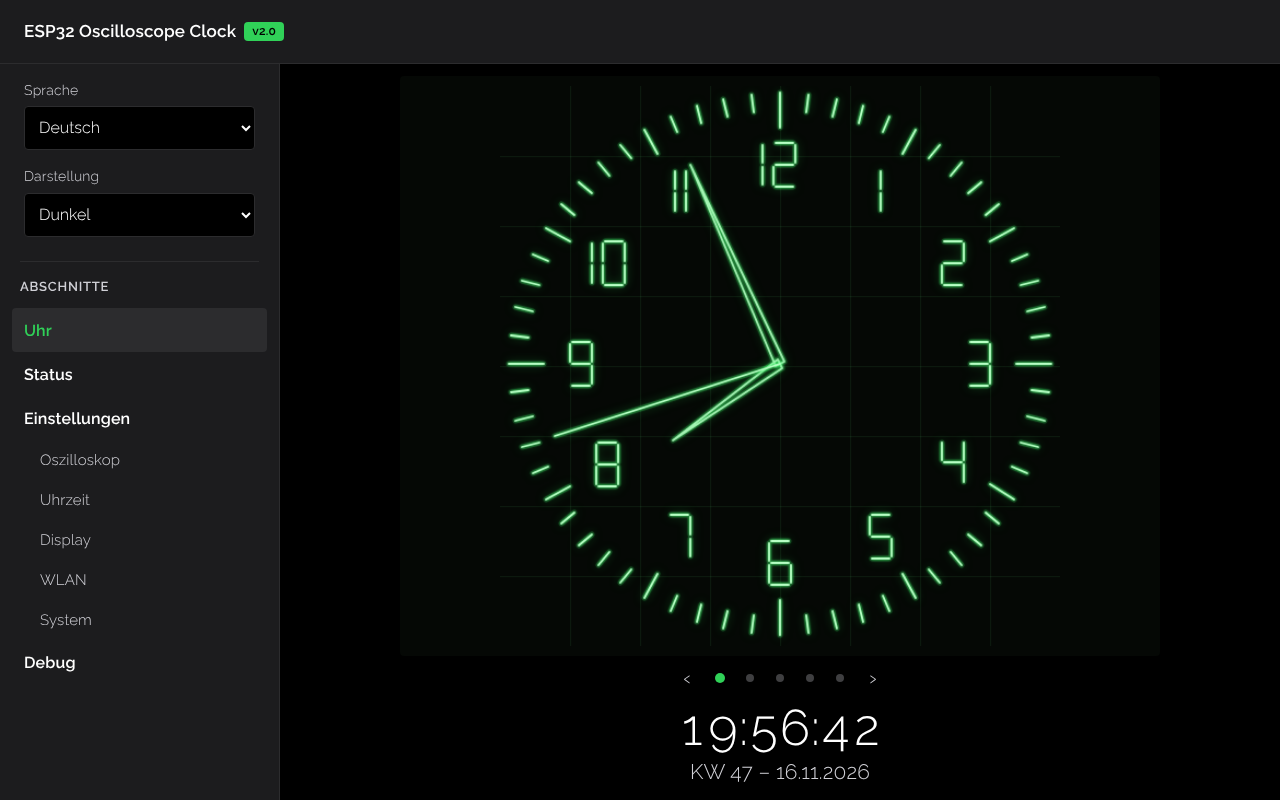 ESP32 Oscilloscope Clock v2.0
Sprache
Deutsch
Darstellung
Dunkel
ABSCHNITTE
Uhr
Status
Einstellungen
Oszilloskop
Uhrzeit
Display
WLAN
System
Debug
12
1
2
3
4
5
6
7
8
9
10
11
< >
19:56:42
KW 47 – 16.11.2026